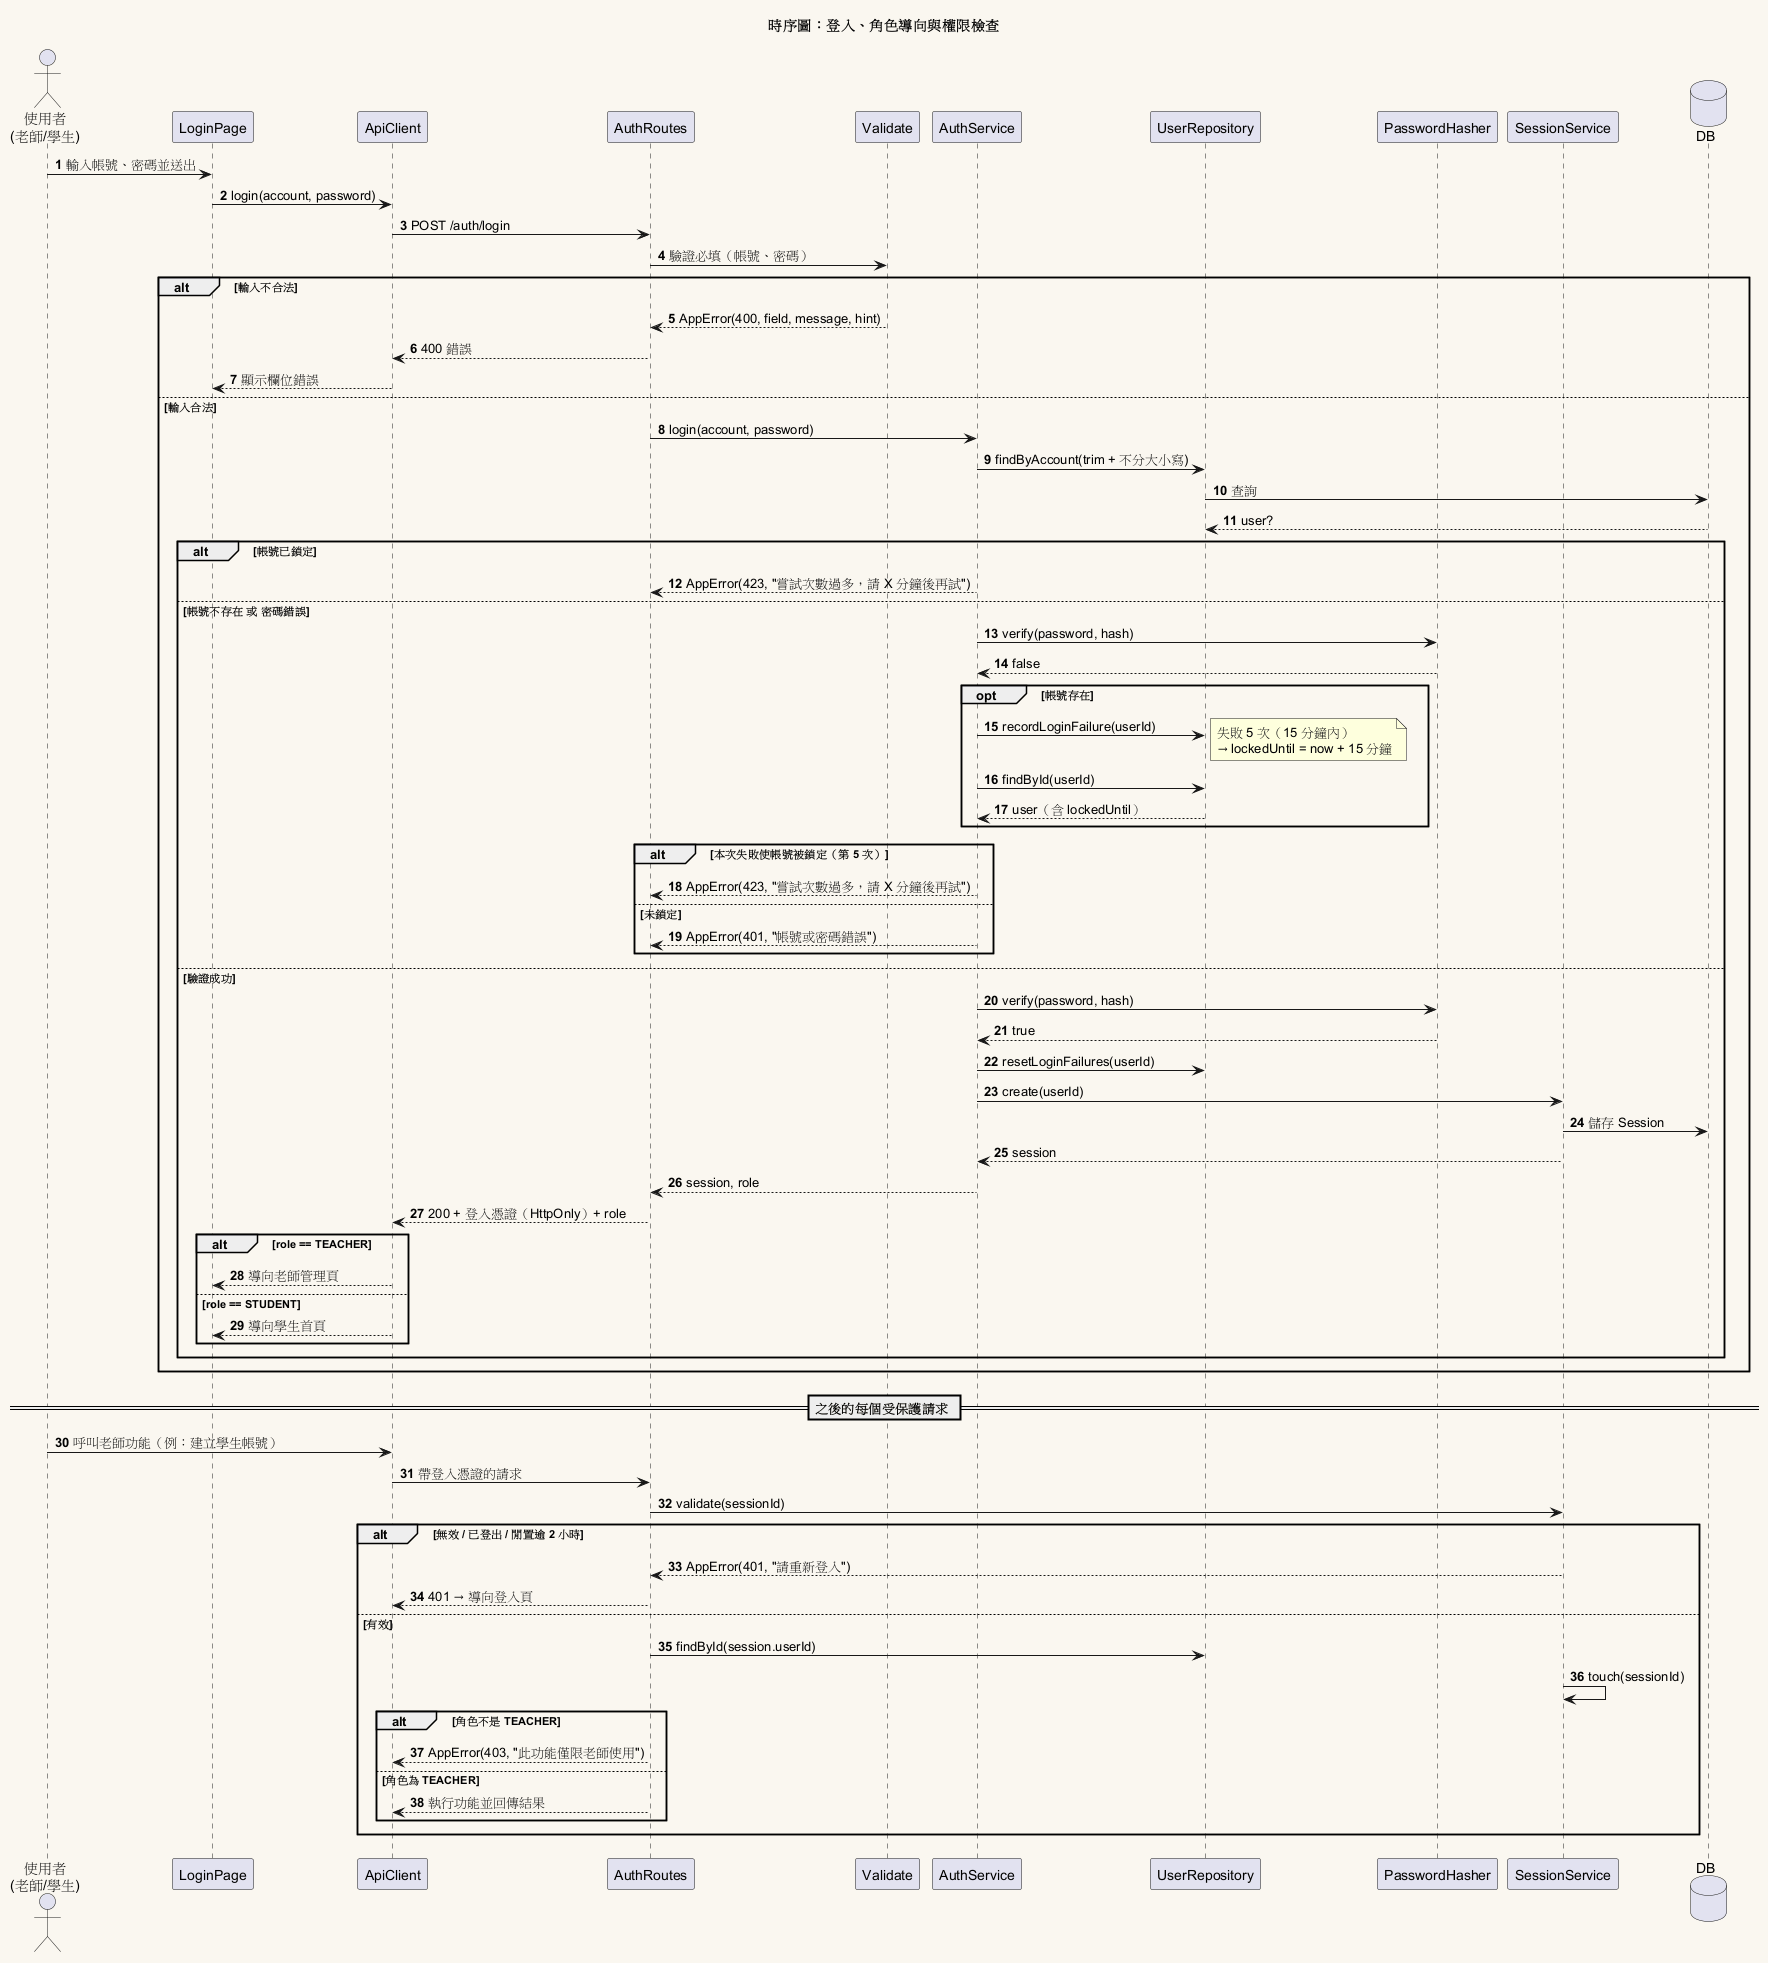 時序圖：登入、角色導向與權限檢查
使用者
(老師/學生)
LoginPage
ApiClient
AuthRoutes
Validate
AuthService
UserRepository
PasswordHasher
SessionService
DB
1 輸入帳號、密碼並送出
2 login(account, password)
3 POST /auth/login
4 驗證必填（帳號、密碼）
alt [輸入不合法]
5 AppError(400, field, message, hint)
6 400 錯誤
7 顯示欄位錯誤
[輸入合法]
8 login(account, password)
9 findByAccount(trim + 不分大小寫)
10 查詢
11 user?
alt [帳號已鎖定]
12 AppError(423, "嘗試次數過多，請 X 分鐘後再試")
[帳號不存在 或 密碼錯誤]
13 verify(password, hash)
14 false
opt [帳號存在]
15 recordLoginFailure(userId)
失敗 5 次（15 分鐘內）
→ lockedUntil = now + 15 分鐘
16 findById(userId)
17 user（含 lockedUntil）
alt [本次失敗使帳號被鎖定（第 5 次）]
18 AppError(423, "嘗試次數過多，請 X 分鐘後再試")
[未鎖定]
19 AppError(401, "帳號或密碼錯誤")
[驗證成功]
20 verify(password, hash)
21 true
22 resetLoginFailures(userId)
23 create(userId)
24 儲存 Session
25 session
26 session, role
27 200 + 登入憑證（HttpOnly）+ role
alt [role == TEACHER]
28 導向老師管理頁
[role == STUDENT]
29 導向學生首頁
之後的每個受保護請求
30 呼叫老師功能（例：建立學生帳號）
31 帶登入憑證的請求
32 validate(sessionId)
alt [無效 / 已登出 / 閒置逾 2 小時]
33 AppError(401, "請重新登入")
34 401 → 導向登入頁
[有效]
35 findById(session.userId)
36 touch(sessionId)
alt [角色不是 TEACHER]
37 AppError(403, "此功能僅限老師使用")
[角色為 TEACHER]
38 執行功能並回傳結果
使用者
(老師/學生)
LoginPage
ApiClient
AuthRoutes
Validate
AuthService
UserRepository
PasswordHasher
SessionService
DB